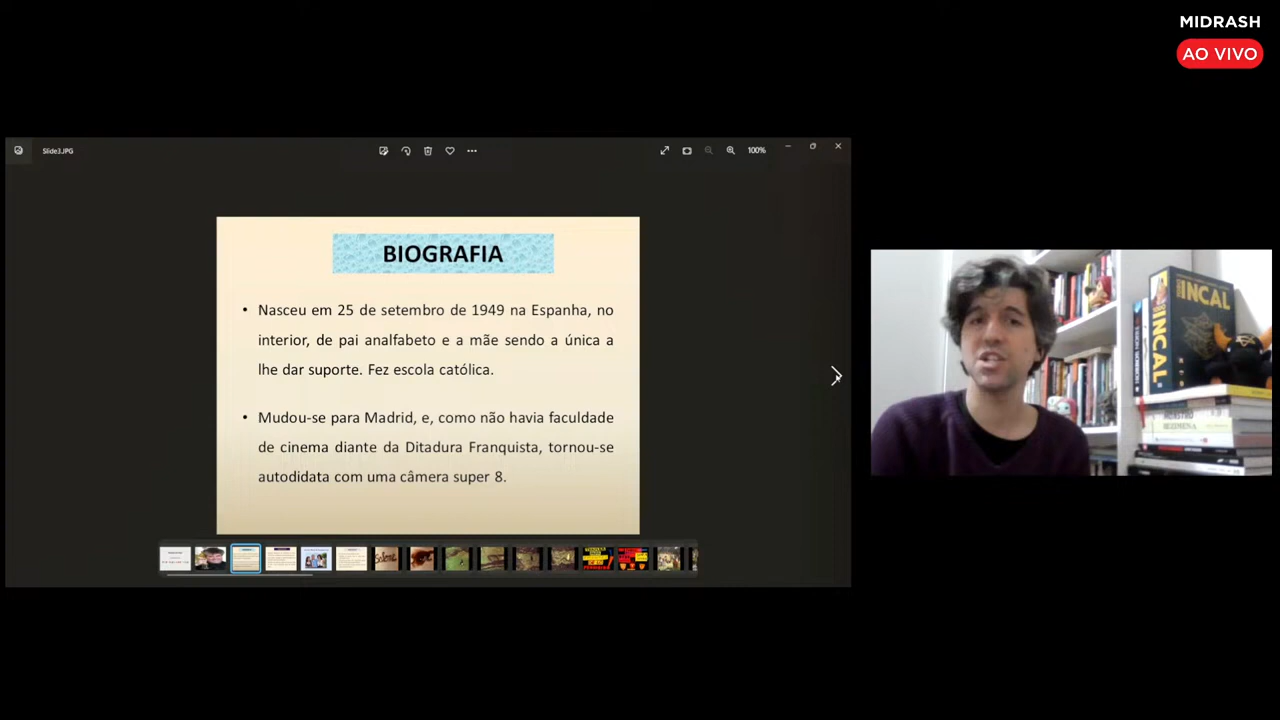 MIDRASH
AO VIVO
Slide3.JPG
100%
BIOGRAFIA
• Nasceu em 25 de setembro de 1949 na Espanha, no
interior, de pai analfabeto e a mãe sendo a única a
lhe dar suporte. Fez escola católica.
• Mudou-se para Madrid, e, como não havia faculdade
de cinema diante da Ditadura Franquista, tornou-se
autodidata com uma câmera super 8.
INCAL
INCAL